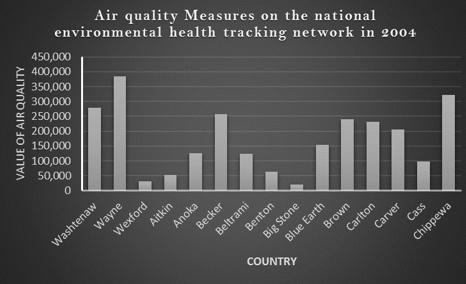 Air quality Measures on the national
environmental health tracking network in 2004
VALUE OF AIR QUALITY
450,000
400,000
350,000
300,000
250,000
200,000
150,000
100,000
50,000
0
Washtenaw
Wayne
Wexford
Aitkin
Anoka
Becker
Beltrami
Benton
Big Stone
Blue Earth
Brown
Carlton
Carver
Cass
Chippewa
COUNTRY